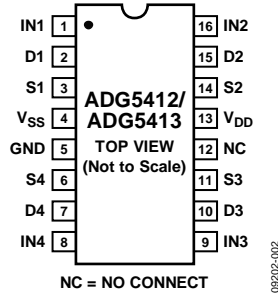 IN1 1 16 IN2
D1 2 15 D2
S1 3 14 S2
VSS 4 13 VDD
GND 5 12 NC
S4 6 11 S3
D4 7 10 D3
IN4 8 9 IN3
ADG5412/
ADG5413
TOP VIEW
(Not to Scale)
NC = NO CONNECT
09202-002